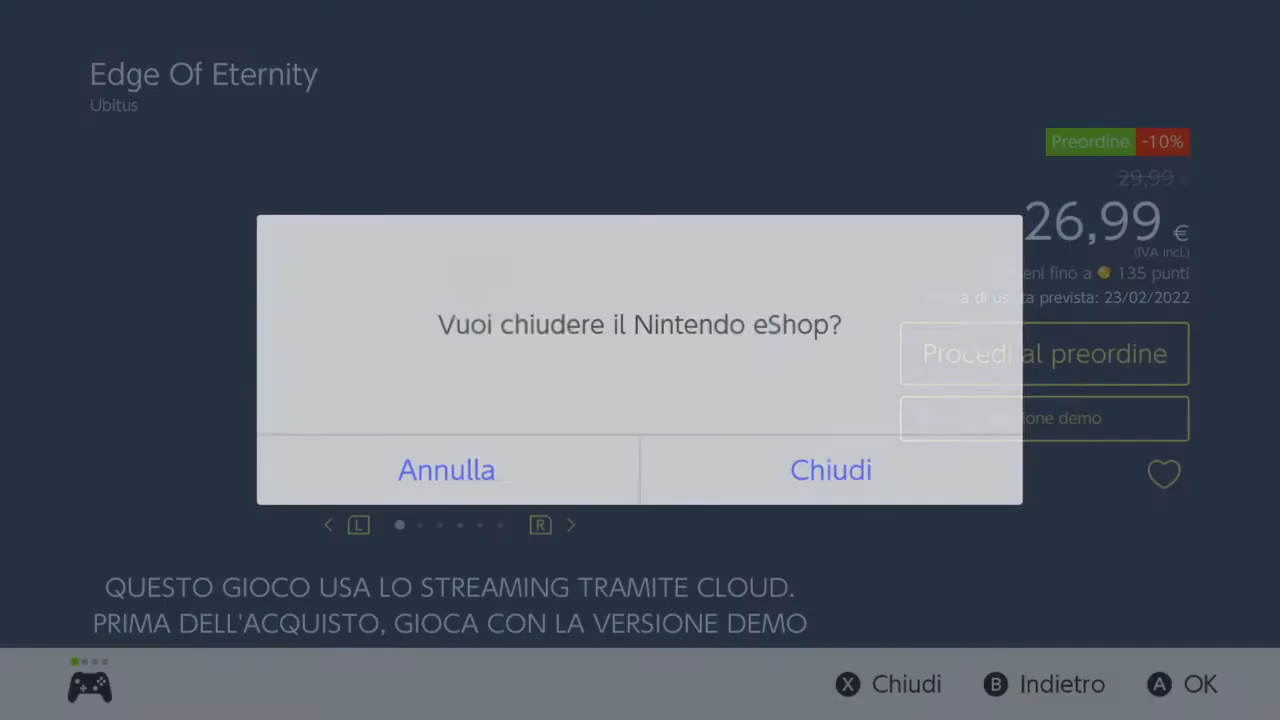 Edge Of Eternity
Ubitus
Preordine -10%
29,99
26,99 €
(IVA incl.)
fino a 135 punti
prevista: 23/02/2022
Vuoi chiudere il Nintendo eShop?
Procedi al preordine
demo
Annulla Chiudi
L R
QUESTO GIOCO USA LO STREAMING TRAMITE CLOUD.
PRIMA DELL'ACQUISTO, GIOCA CON LA VERSIONE DEMO
X Chiudi B Indietro A OK